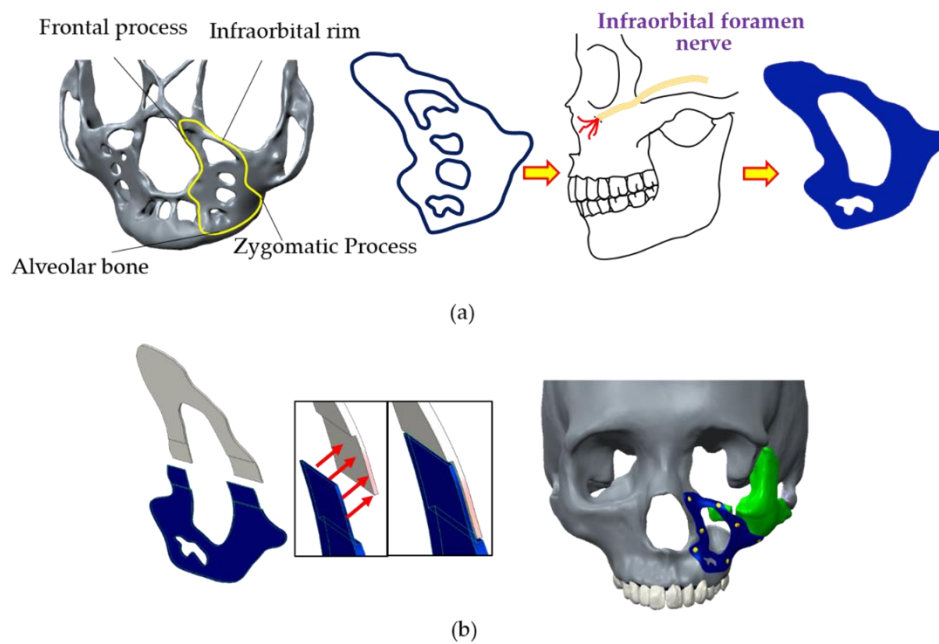 Frontal process
Infraorbital rim
Infraorbital foramen
nerve
Zygomatic Process
Alveolar bone
(a)
(b)